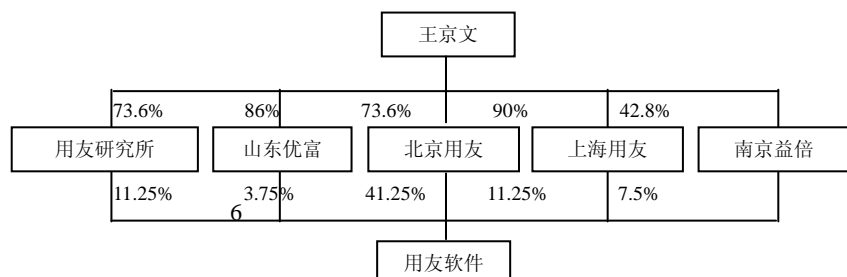 王京文
73.6% 86% 73.6% 90% 42.8%
用友研究所 山东优富 北京用友 上海用友 南京益倍
11.25% 3.75% 41.25% 11.25% 7.5%
6
用友软件